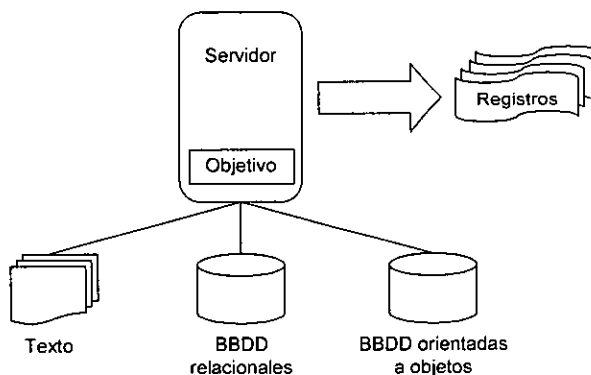 Servidor
Objetivo
Registros
Texto
BBDD
relacionales
BBDD orientadas
a objetos